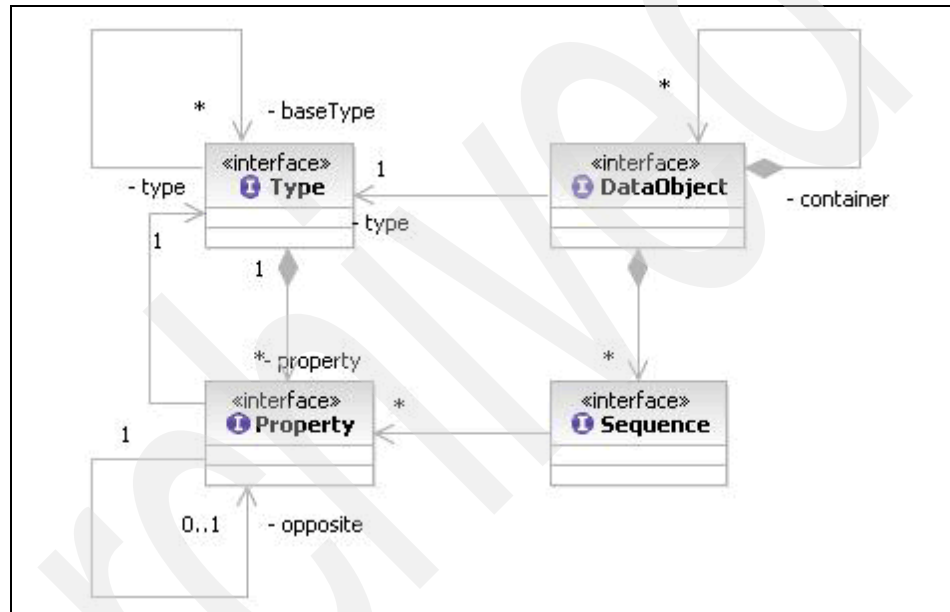 *
- baseType
*
«interface»
I Type
«interface»
I DataObject
- type
1
- type
1
- container
1
*
- property
*
«interface»
I Property
*
«interface»
I Sequence
1
0..1
- opposite
rchived